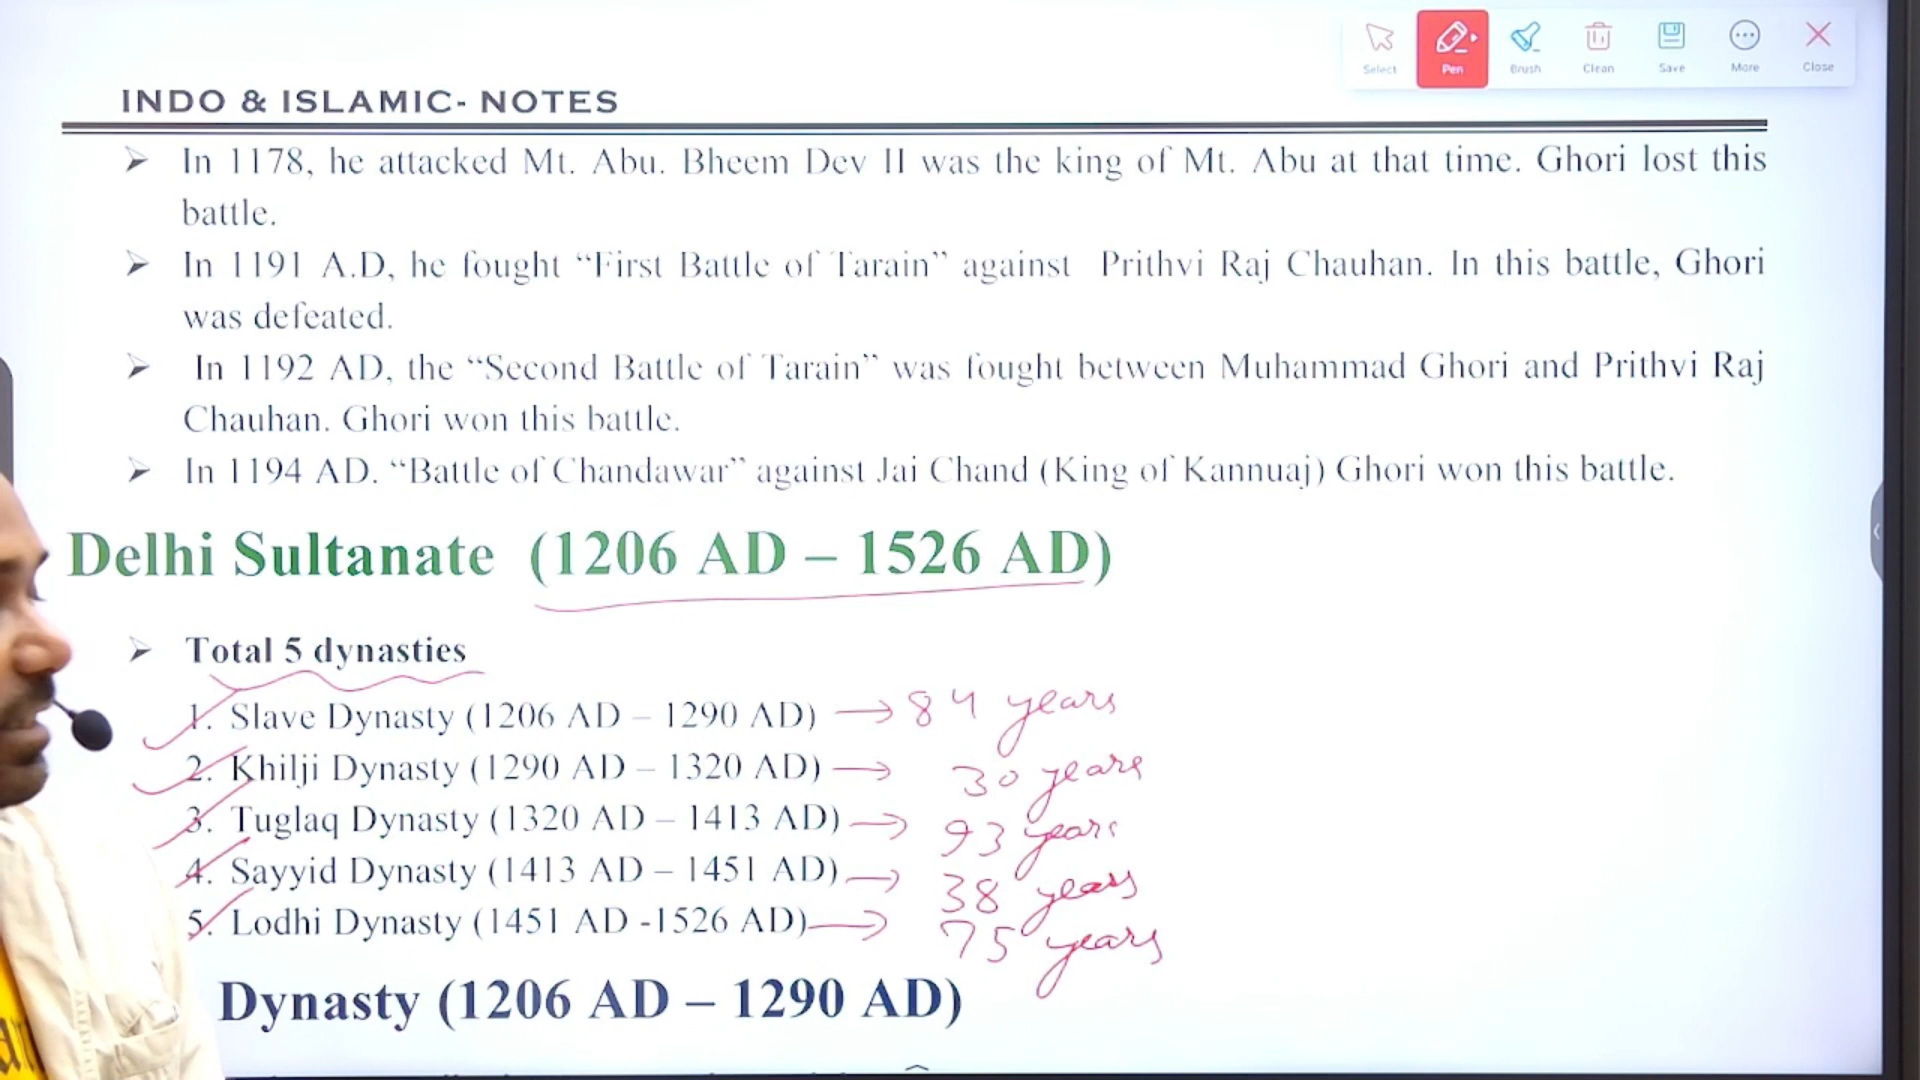 Select Pen Brush Clean Save More Close
INDO & ISLAMIC- NOTES
➢ In 1178, he attacked Mt. Abu. Bheem Dev II was the king of Mt. Abu at that time. Ghori lost this
battle.
➢ In 1191 A.D, he fought “First Battle of Tarain” against Prithvi Raj Chauhan. In this battle, Ghori
was defeated.
➢ In 1192 AD, the “Second Battle of Tarain” was fought between Muhammad Ghori and Prithvi Raj
Chauhan. Ghori won this battle.
➢ In 1194 AD. “Battle of Chandawar” against Jai Chand (King of Kannuaj) Ghori won this battle.
Delhi Sultanate (1206 AD – 1526 AD)
➢ Total 5 dynasties
1. Slave Dynasty (1206 AD – 1290 AD) → 84 years
2. Khilji Dynasty (1290 AD – 1320 AD) → 30 years
3. Tuglaq Dynasty (1320 AD – 1413 AD) → 93 years
4. Sayyid Dynasty (1413 AD – 1451 AD) → 38 years
5. Lodhi Dynasty (1451 AD -1526 AD) → 75 years
Dynasty (1206 AD – 1290 AD)